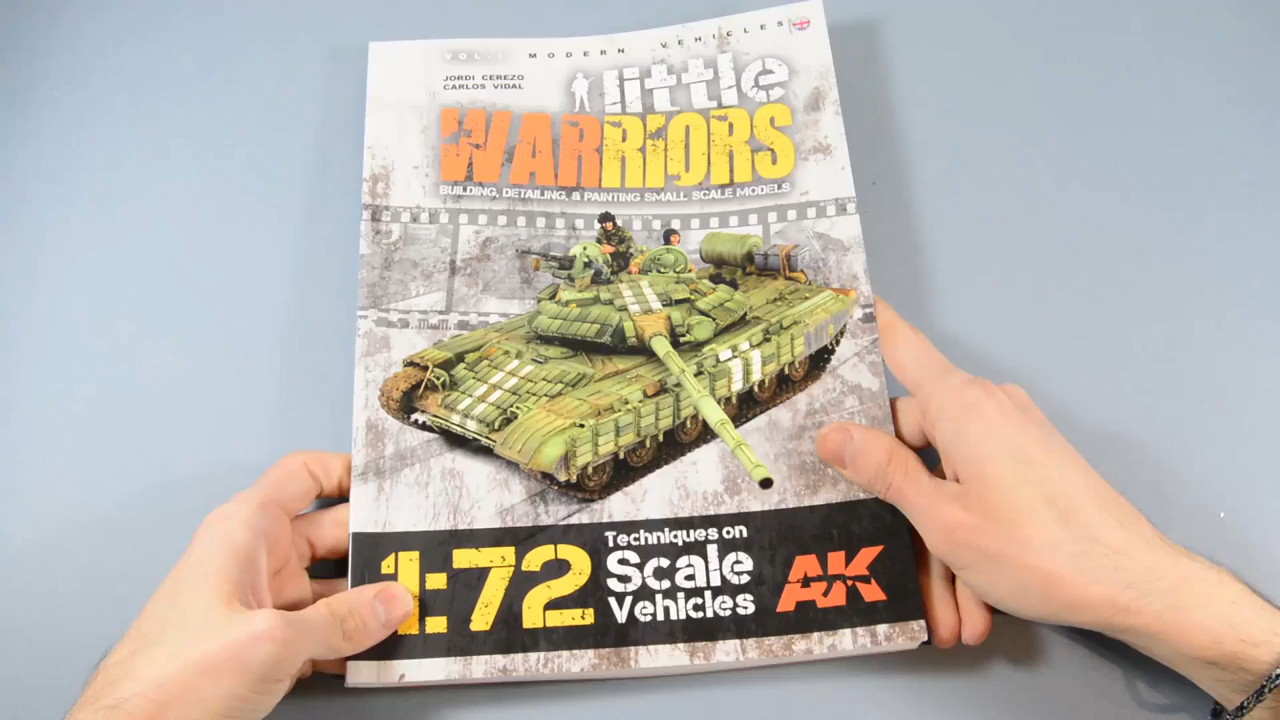 VOL.I MODERN VEHICLES
JORDI CEREZO
CARLOS VIDAL
little
WARRIORS
BUILDING, DETAILING, & PAINTING SMALL SCALE MODELS
1:72
Techniques on
Scale
Vehicles
AK